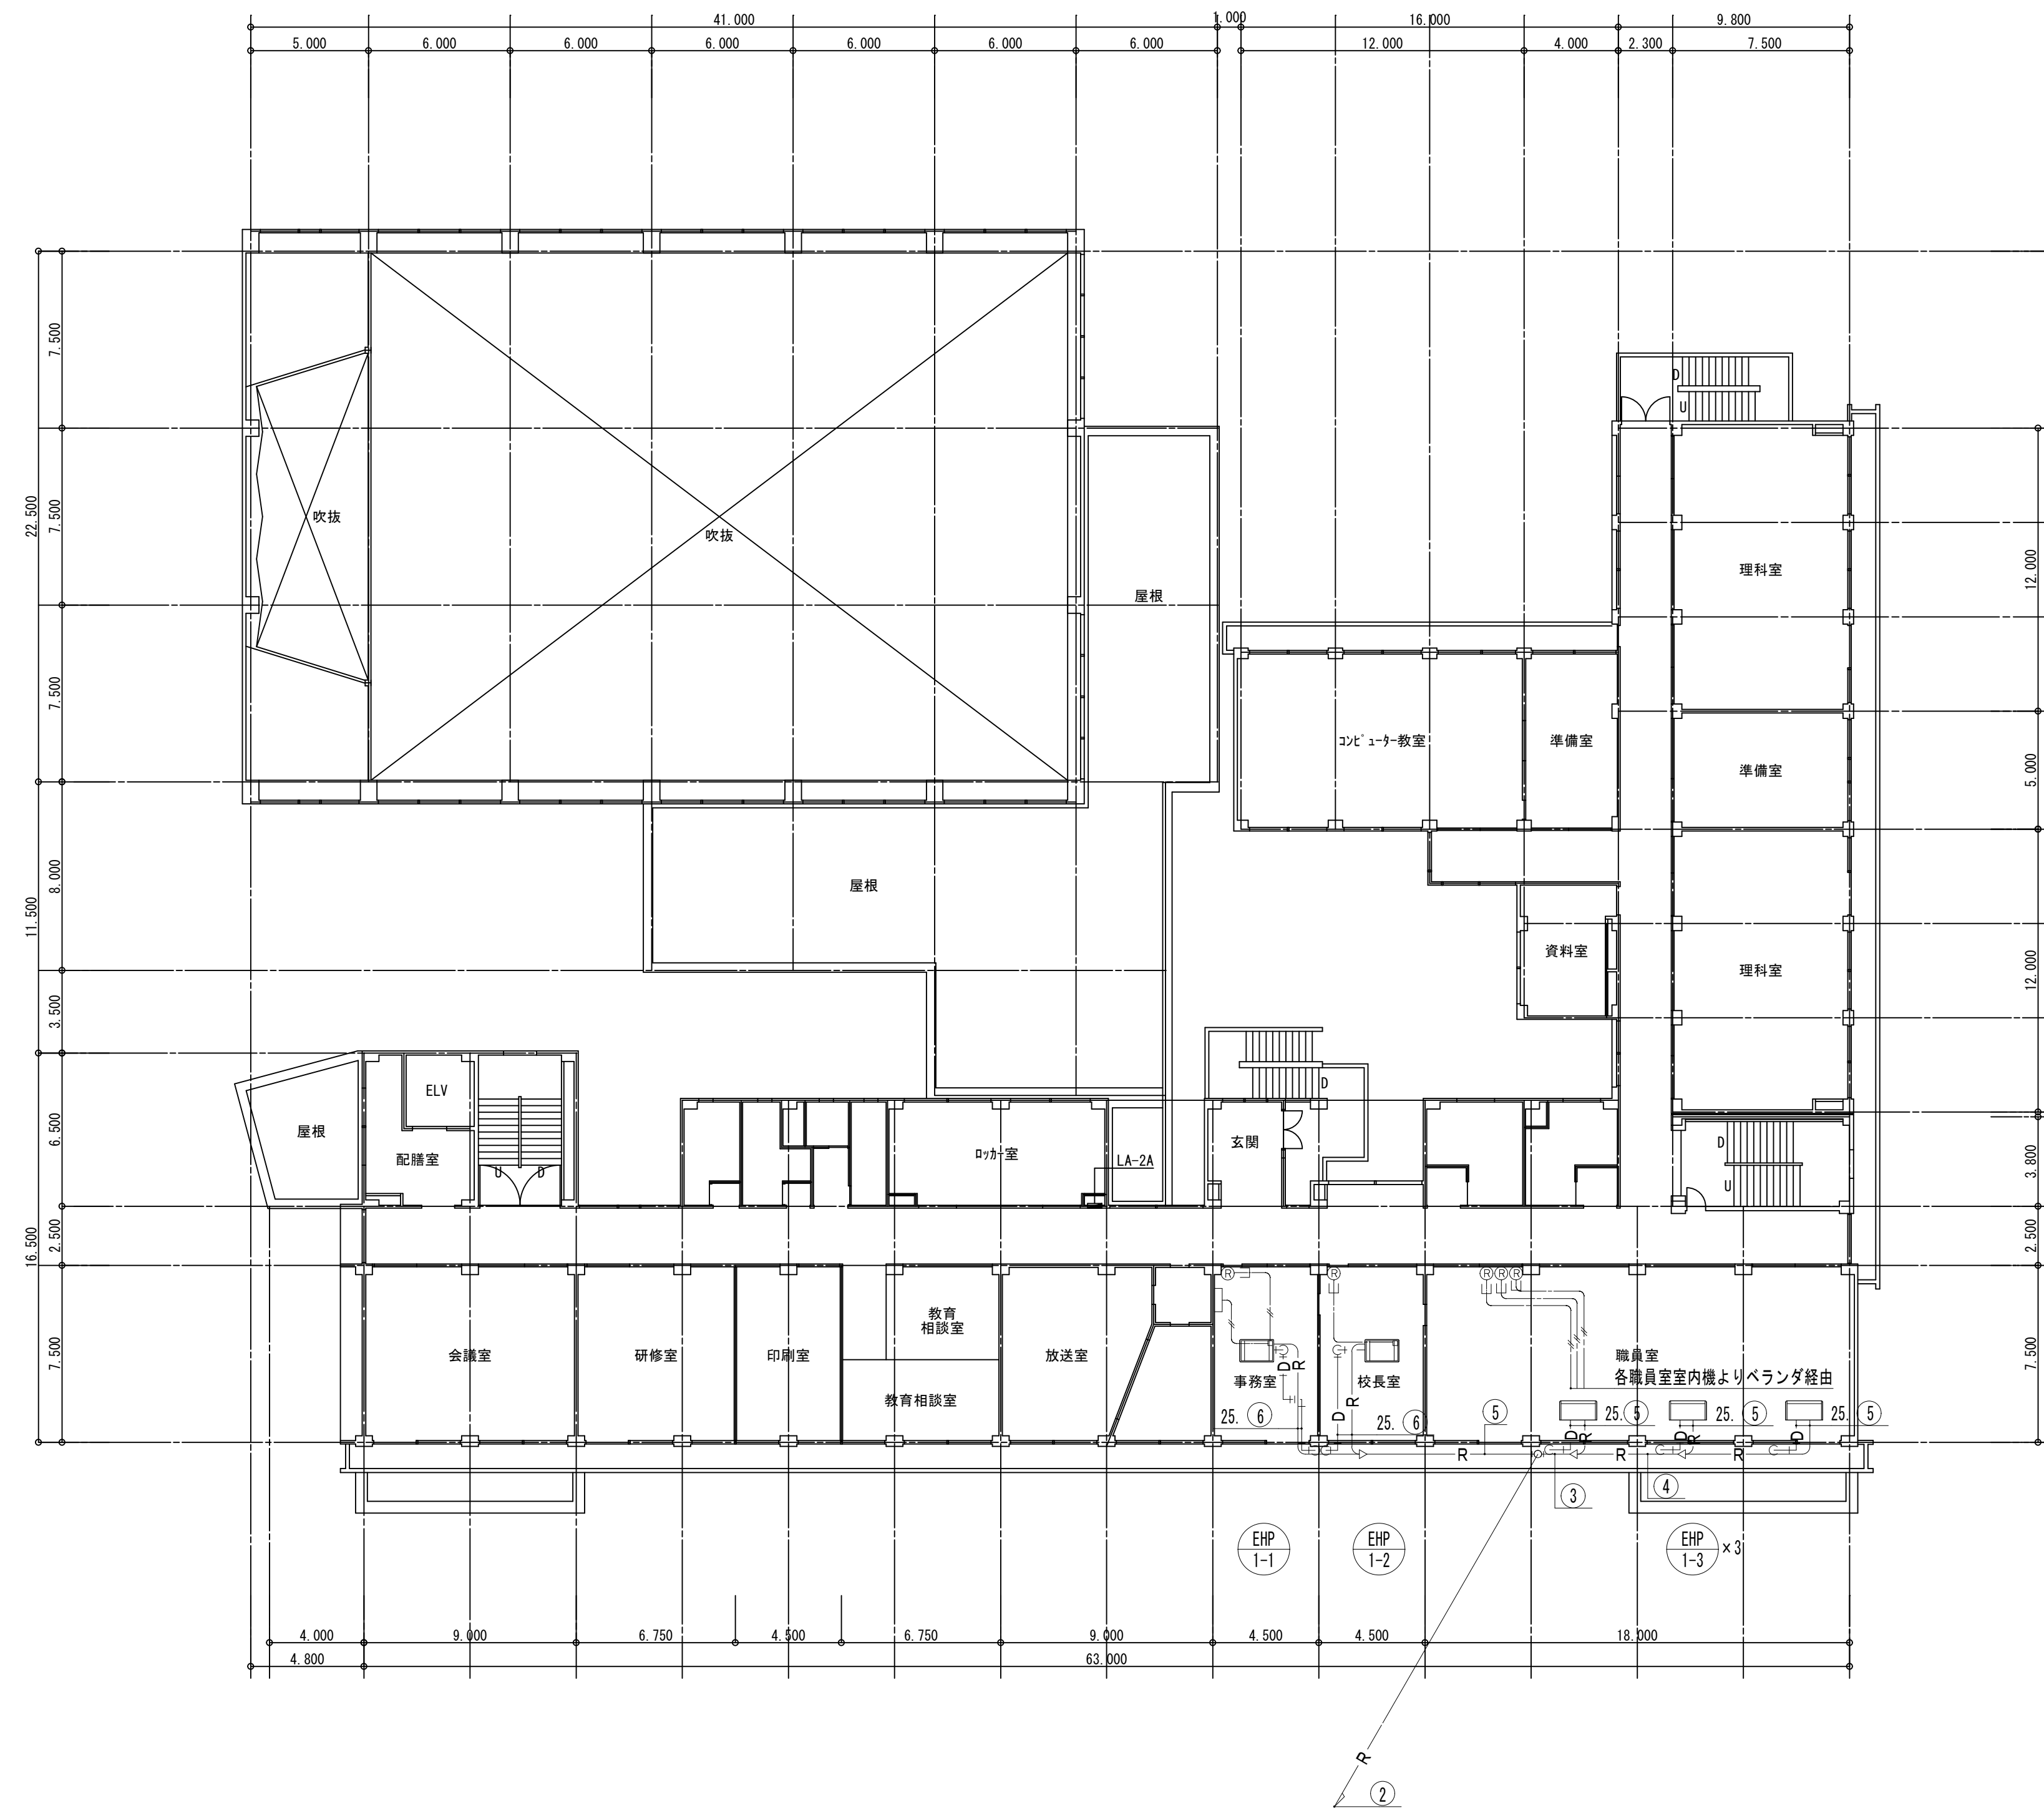 41.000
1.000
16.000
9.800
5.000
6.000
6.000
6.000
6.000
6.000
6.000
12.000
4.000
2.300
7.500
22.500
7.500
7.500
7.500
11.500
8.000
3.500
16.500
6.500
2.500
7.500
吹抜
吹抜
屋根
屋根
D
U
理科室
12.000
コンピューター教室
準備室
準備室
5.000
資料室
理科室
12.000
屋根
ELV
配膳室
U
D
ロッカー室
LA-2A
玄関
D
D
U
3.800
2.500
7.500
会議室
研修室
印刷室
教育
相談室
教育相談室
放送室
R
D
R
事務室
25. ⑥
R
D
R
校長室
25. ⑥
R
R
R
職員室
各職員室室内機よりベランダ経由
⑤
25. ⑤
25. ⑤
25. ⑤
D
R
D
R
D
R
R
R
③
④
EHP
1-1
EHP
1-2
EHP
1-3
×3
4.000
9.000
6.750
4.500
6.750
9.000
4.500
4.500
18.000
4.800
63.000
R
②